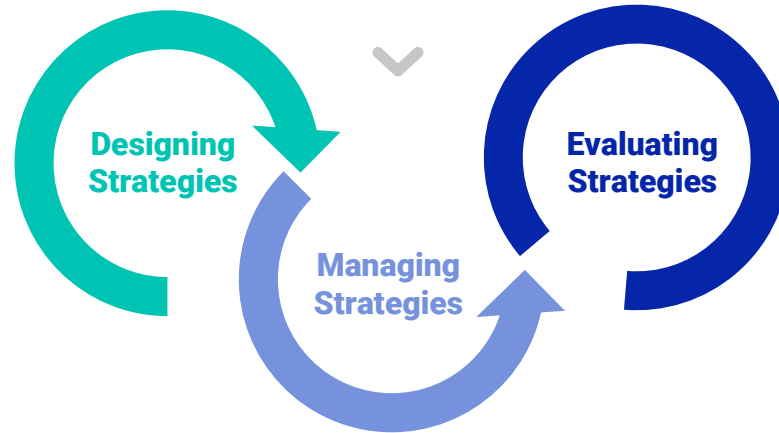 Designing
Strategies
Managing
Strategies
Evaluating
Strategies